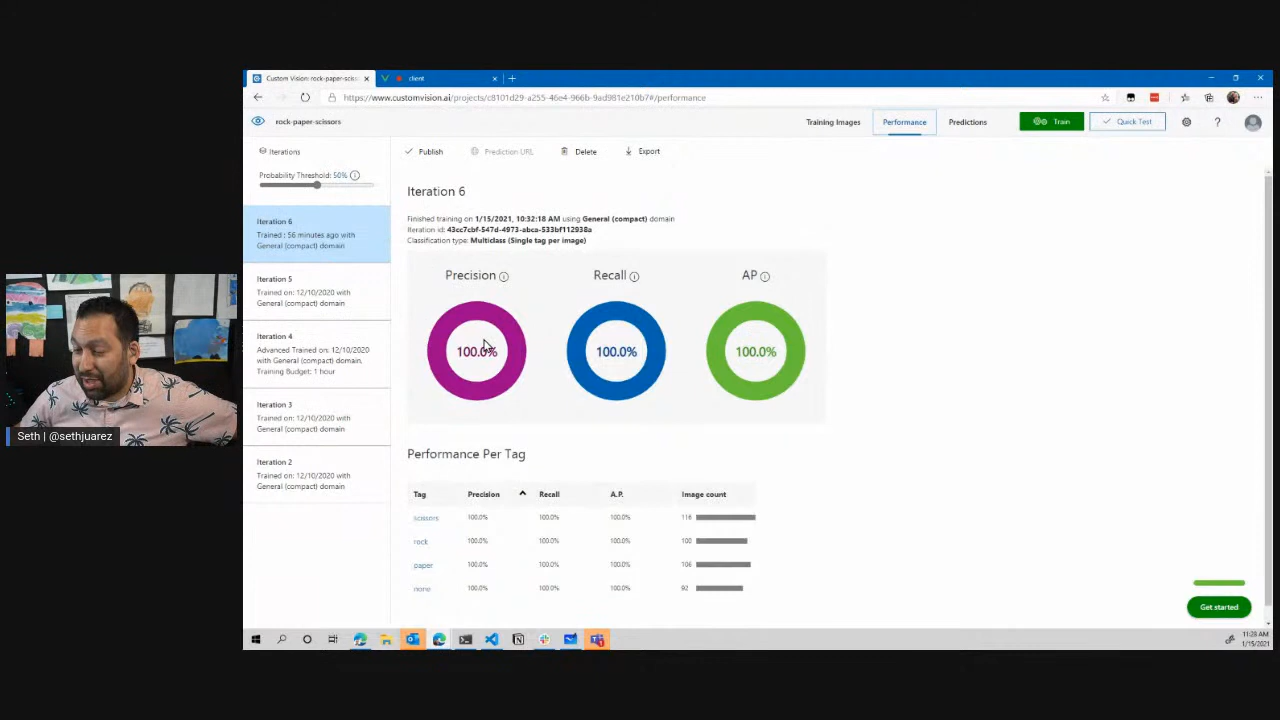 Custom Vision: rock-paper-sciss
client
https://www.customvision.ai/projects/c8101d29-a255-46e4-966b-9ad981e210b7#/performance
rock-paper-scissors
Training Images
Performance
Predictions
Train
Quick Test
?
Iterations
Probability Threshold: 50%
Publish
Prediction URL
Delete
Export
Iteration 6
Trained : 56 minutes ago with
General (compact) domain
Iteration 5
Trained on: 12/10/2020 with
General (compact) domain
Iteration 4
Advanced Trained on: 12/10/2020
with General (compact) domain,
Training Budget: 1 hour
Iteration 3
Trained on: 12/10/2020 with
General (compact) domain
Iteration 2
Trained on: 12/10/2020 with
General (compact) domain
Iteration 6
Finished training on 1/15/2021, 10:32:18 AM using General (compact) domain
Iteration id: 43cc7cbf-547d-4973-abca-533bf112938a
Classification type: Multiclass (Single tag per image)
Precision
Recall
AP
100.0%
100.0%
100.0%
Performance Per Tag
Tag Precision Recall A.P. Image count
scissors 100.0% 100.0% 100.0% 116
rock 100.0% 100.0% 100.0% 100
paper 100.0% 100.0% 100.0% 106
none 100.0% 100.0% 100.0% 92
Get started
Seth | @sethjuarez
11:28 AM
1/15/2021